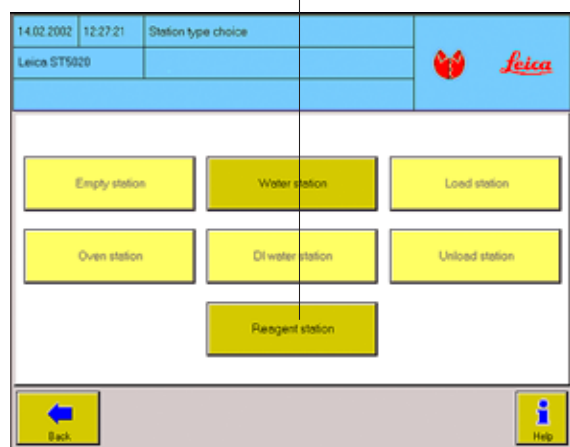 14.02.2002 12:27:21 Station type choice
Leica ST5020
Leica
Empty station Water station Load station
Oven station DI water station Unload station
Reagent station
Back Help